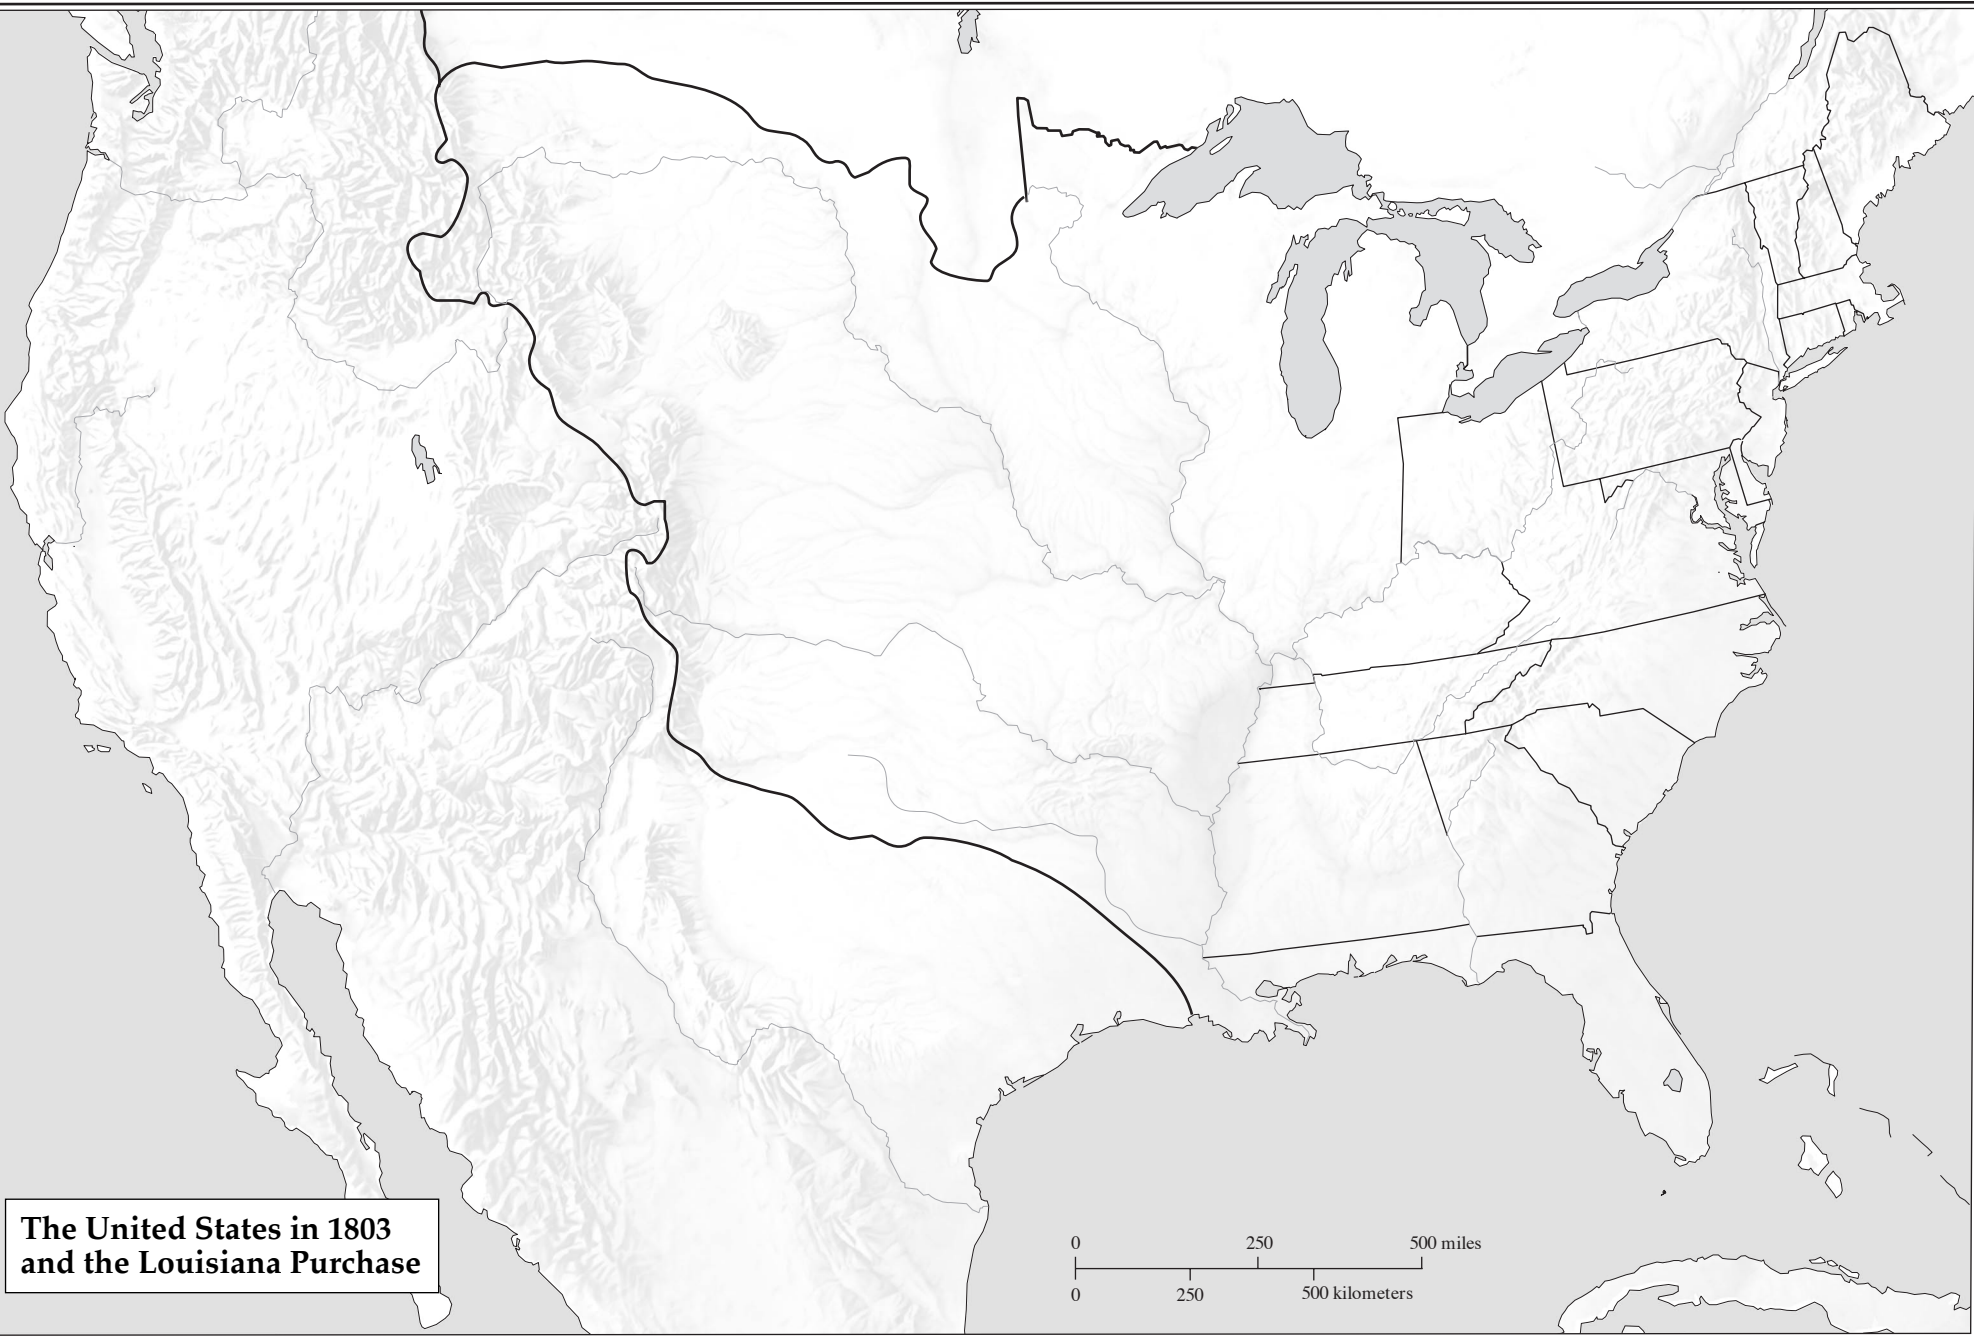 The United States in 1803
and the Louisiana Purchase
0 250 500 miles
0 250 500 kilometers